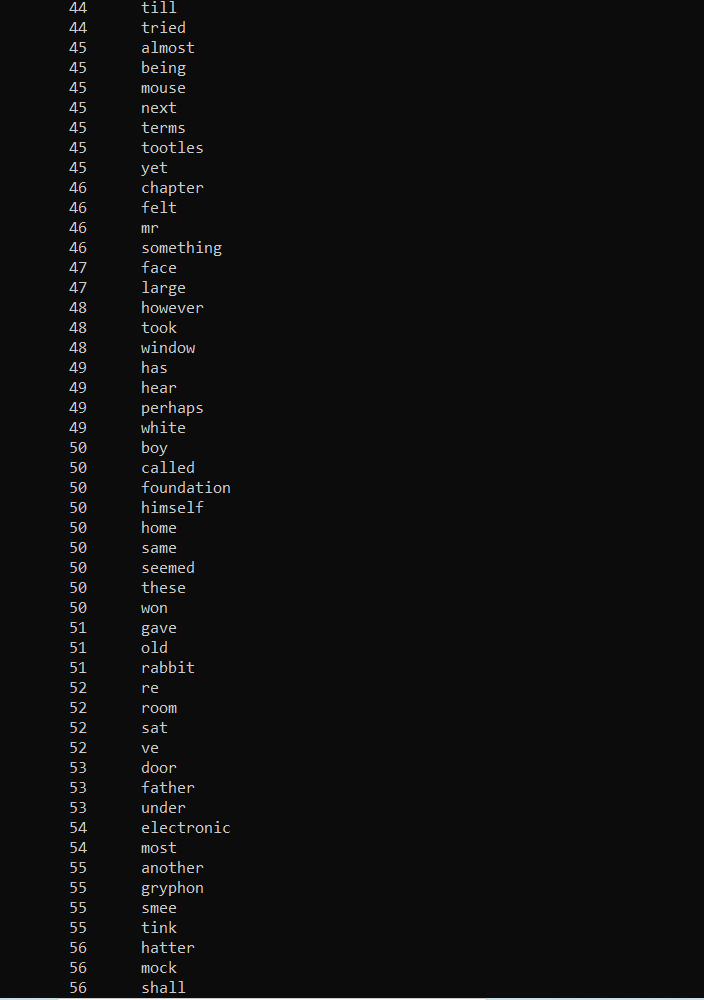 44 till
44 tried
45 almost
45 being
45 mouse
45 next
45 terms
45 tootles
45 yet
46 chapter
46 felt
46 mr
46 something
47 face
47 large
48 however
48 took
48 window
49 has
49 hear
49 perhaps
49 white
50 boy
50 called
50 foundation
50 himself
50 home
50 same
50 seemed
50 these
50 won
51 gave
51 old
51 rabbit
52 re
52 room
52 sat
52 ve
53 door
53 father
53 under
54 electronic
54 most
55 another
55 gryphon
55 smee
55 tink
56 hatter
56 mock
56 shall